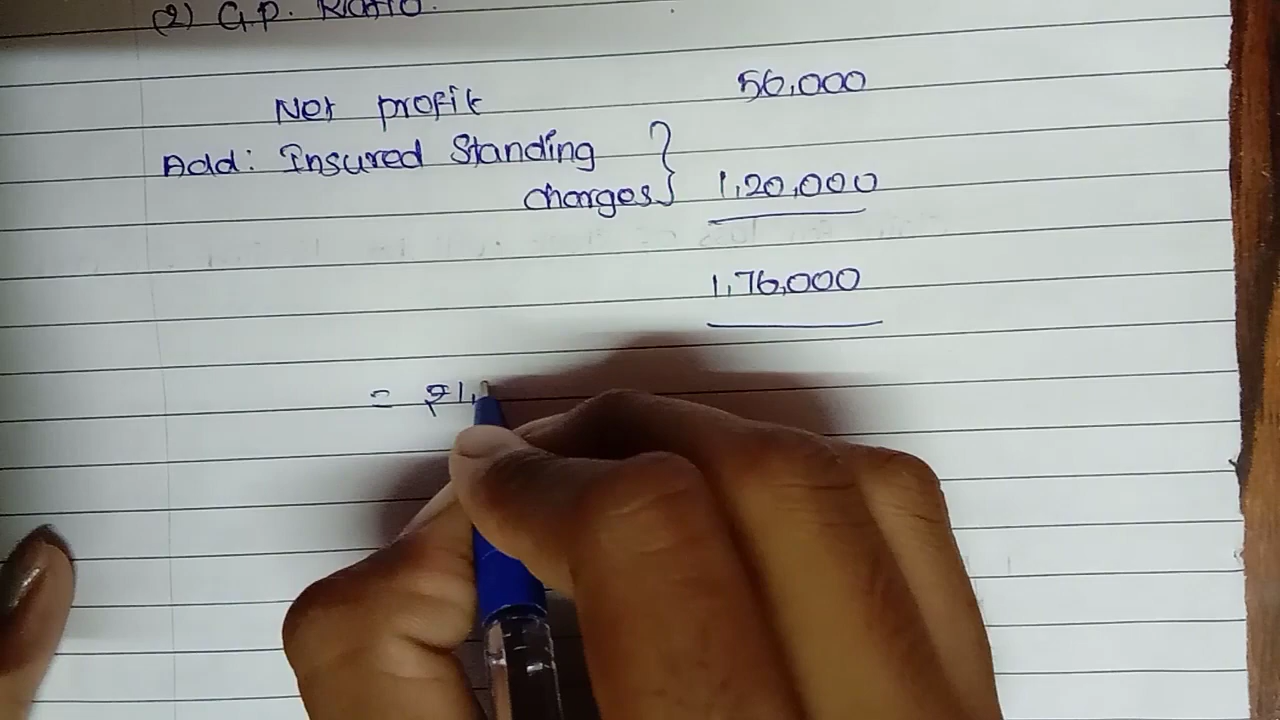 (2) G.P. Ratio.
Net profit 56,000
Add: Insured Standing
charges} 1,20,000
1,76,000
= ₹1,